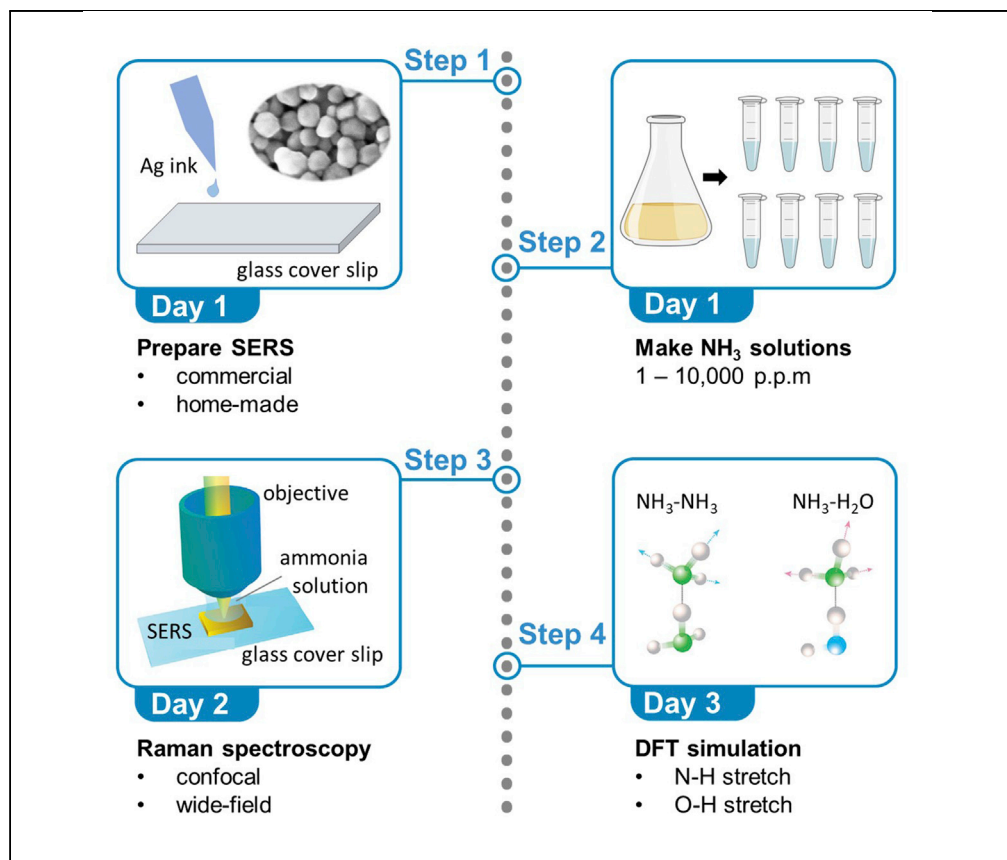 Step 1
Ag ink
glass cover slip
Day 1
Prepare SERS
• commercial
• home-made
Step 2
Day 1
Make NH₃ solutions
1 – 10,000 p.p.m
Step 3
objective
ammonia
solution
SERS
glass cover slip
Day 2
Raman spectroscopy
• confocal
• wide-field
Step 4
NH₃-NH₃
NH₃-H₂O
Day 3
DFT simulation
• N-H stretch
• O-H stretch